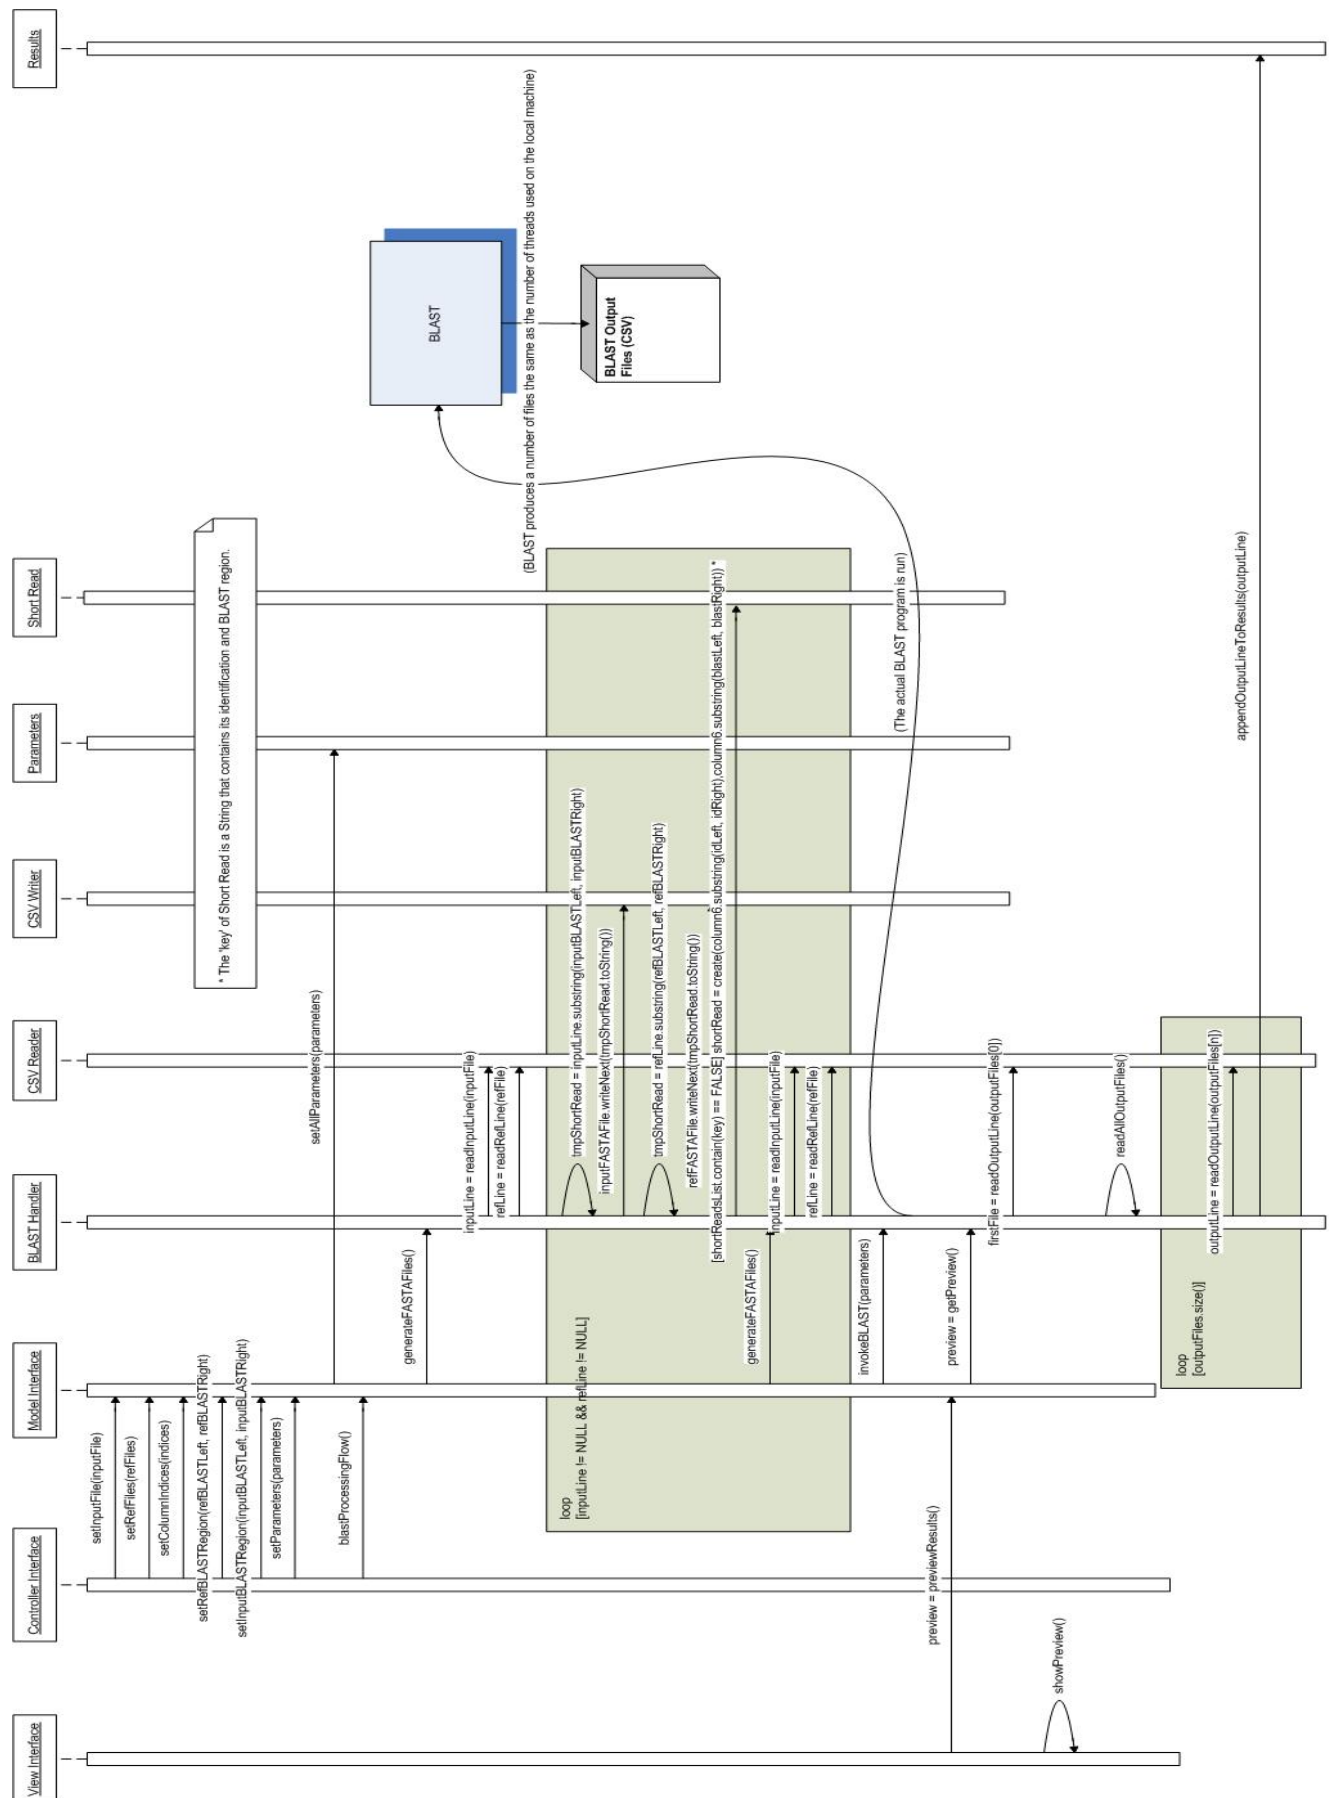 View Interface
Controller Interface
Model Interface
BLAST Handler
CSV Reader
CSV Writer
Parameters
Short Read
Results
setInputFile(inputFile)
setRefFiles(refFiles)
setColumnIndices(indices)
setRefBLASTRegion(refBLASTLeft, refBLASTRight)
setInputBLASTRegion(inputBLASTLeft, inputBLASTRight)
setParameters(parameters)
* The 'key' of Short Read is a String that contains its identification and BLAST region.
setAllParameters(parameters)
blastProcessingFlow()
generateFASTAFiles()
BLAST
inputLine = readInputLine(inputFile)
refLine = readRefLine(refFile)
(BLAST produces a number of files the same as the number of threads used on the local machine)
loop
[inputLine != NULL && refLine != NULL]
tmpShortRead = inputLine.substring(inputBLASTLeft, inputBLASTRight)
inputFASTAFile.writeNext(tmpShortRead.toString())
BLAST Output
Files (CSV)
tmpShortRead = refLine.substring(refBLASTLeft, refBLASTRight)
refFASTAFile.writeNext(tmpShortRead.toString())
[shortReadsList.contain(key) == FALSE] shortRead = create(column6.substring(idLeft, idRight),column6.substring(blastLeft, blastRight)) *
generateFASTAFiles()
inputLine = readInputLine(inputFile)
refLine = readRefLine(refFile)
invokeBLAST(parameters)
(The actual BLAST program is run)
preview = previewResults()
preview = getPreview()
firstFile = readOutputLine(outputFiles[0])
showPreview()
readAllOutputFiles()
loop
[outputFiles.size()]
outputLine = readOutputLine(outputFiles[n])
appendOutputLineToResults(outputLine)